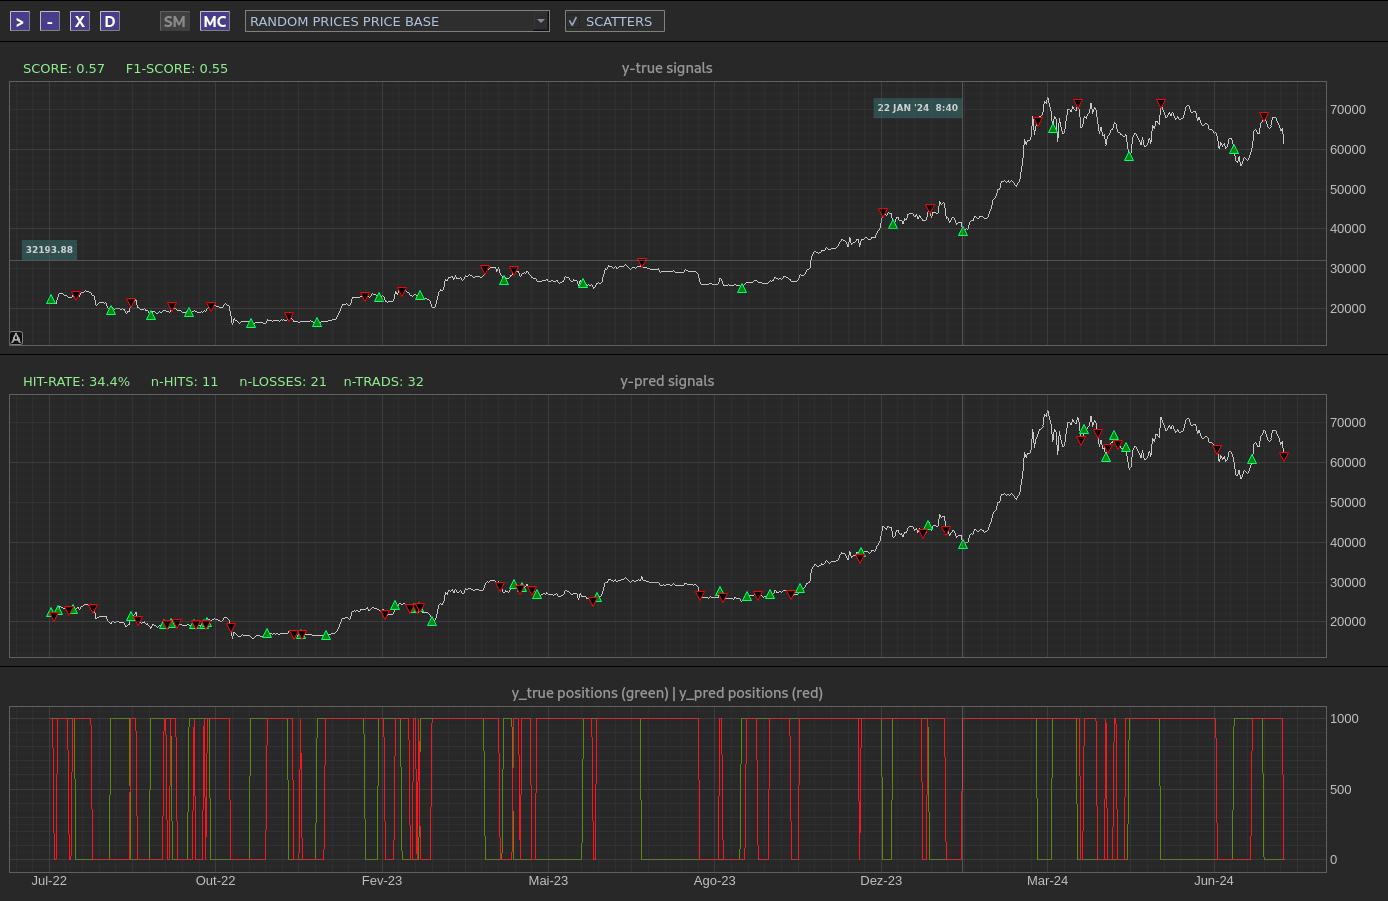 > - X D SM MC RANDOM PRICES PRICE BASE ✓ SCATTERS
SCORE: 0.57 F1-SCORE: 0.55 y-true signals
22 JAN '24 8:40
70000
60000
50000
40000
32193.88
30000
20000
A
HIT-RATE: 34.4% n-HITS: 11 n-LOSSES: 21 n-TRADS: 32 y-pred signals
70000
60000
50000
40000
30000
20000
y_true positions (green) | y_pred positions (red)
1000
500
0
Jul-22 Out-22 Fev-23 Mai-23 Ago-23 Dez-23 Mar-24 Jun-24